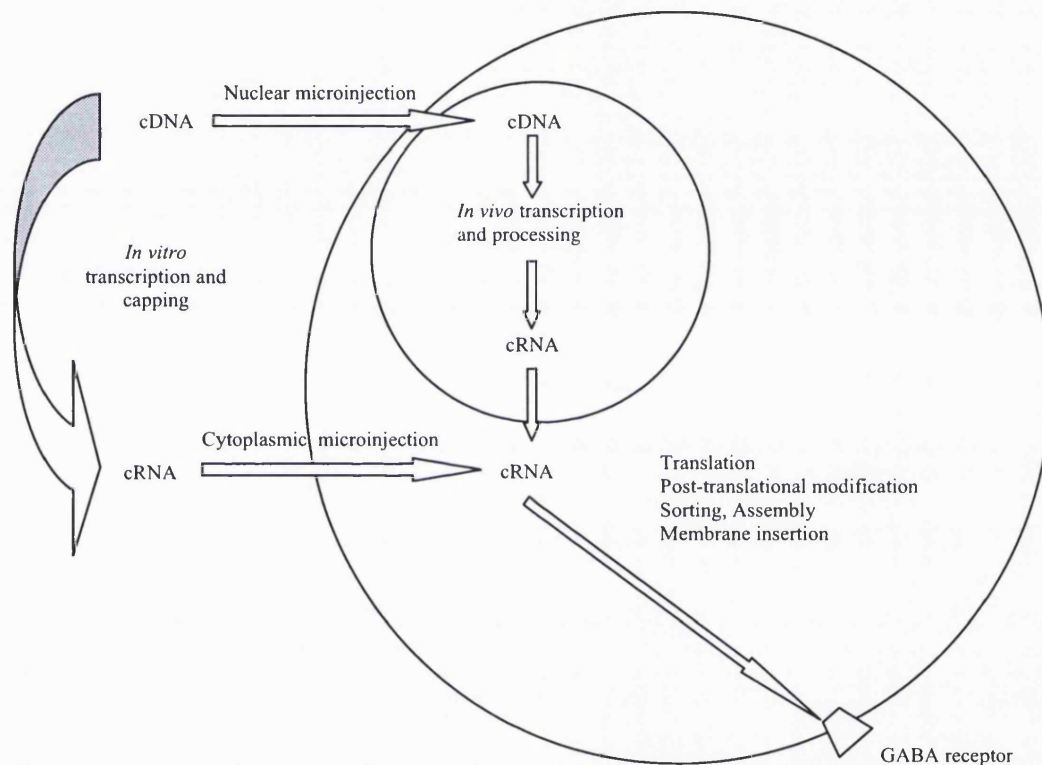 Nuclear microinjection
cDNA
cDNA
In vivo transcription
and processing
In vitro
transcription and
capping
cRNA
Cytoplasmic microinjection
cRNA
cRNA
Translation
Post-translational modification
Sorting, Assembly
Membrane insertion
GABA receptor